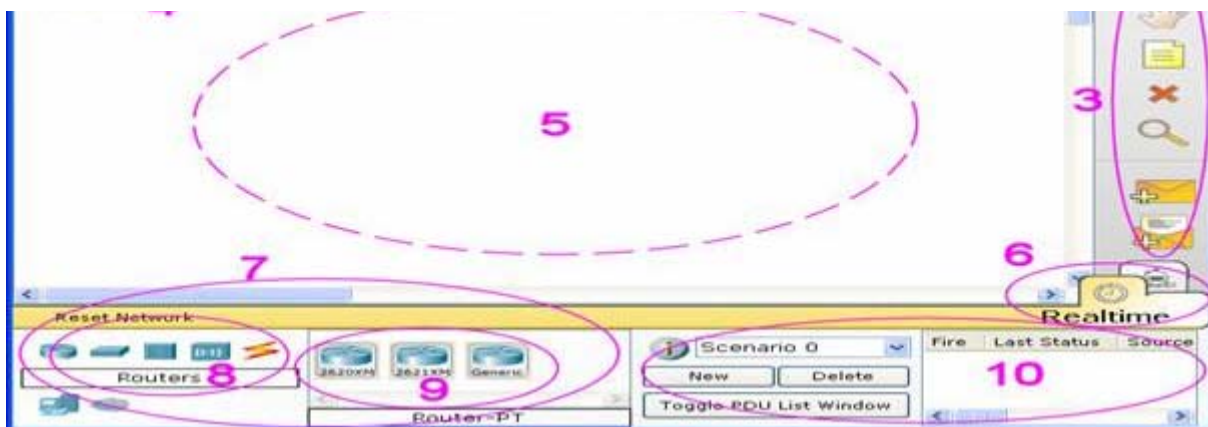 3
5
6
7
Reset Network
Realtime
Routers
8
2620XM 2621XM Generic
9
Router-PT
Scenario 0
New Delete
Toggle PDU List Window
Fire Last Status Source
10